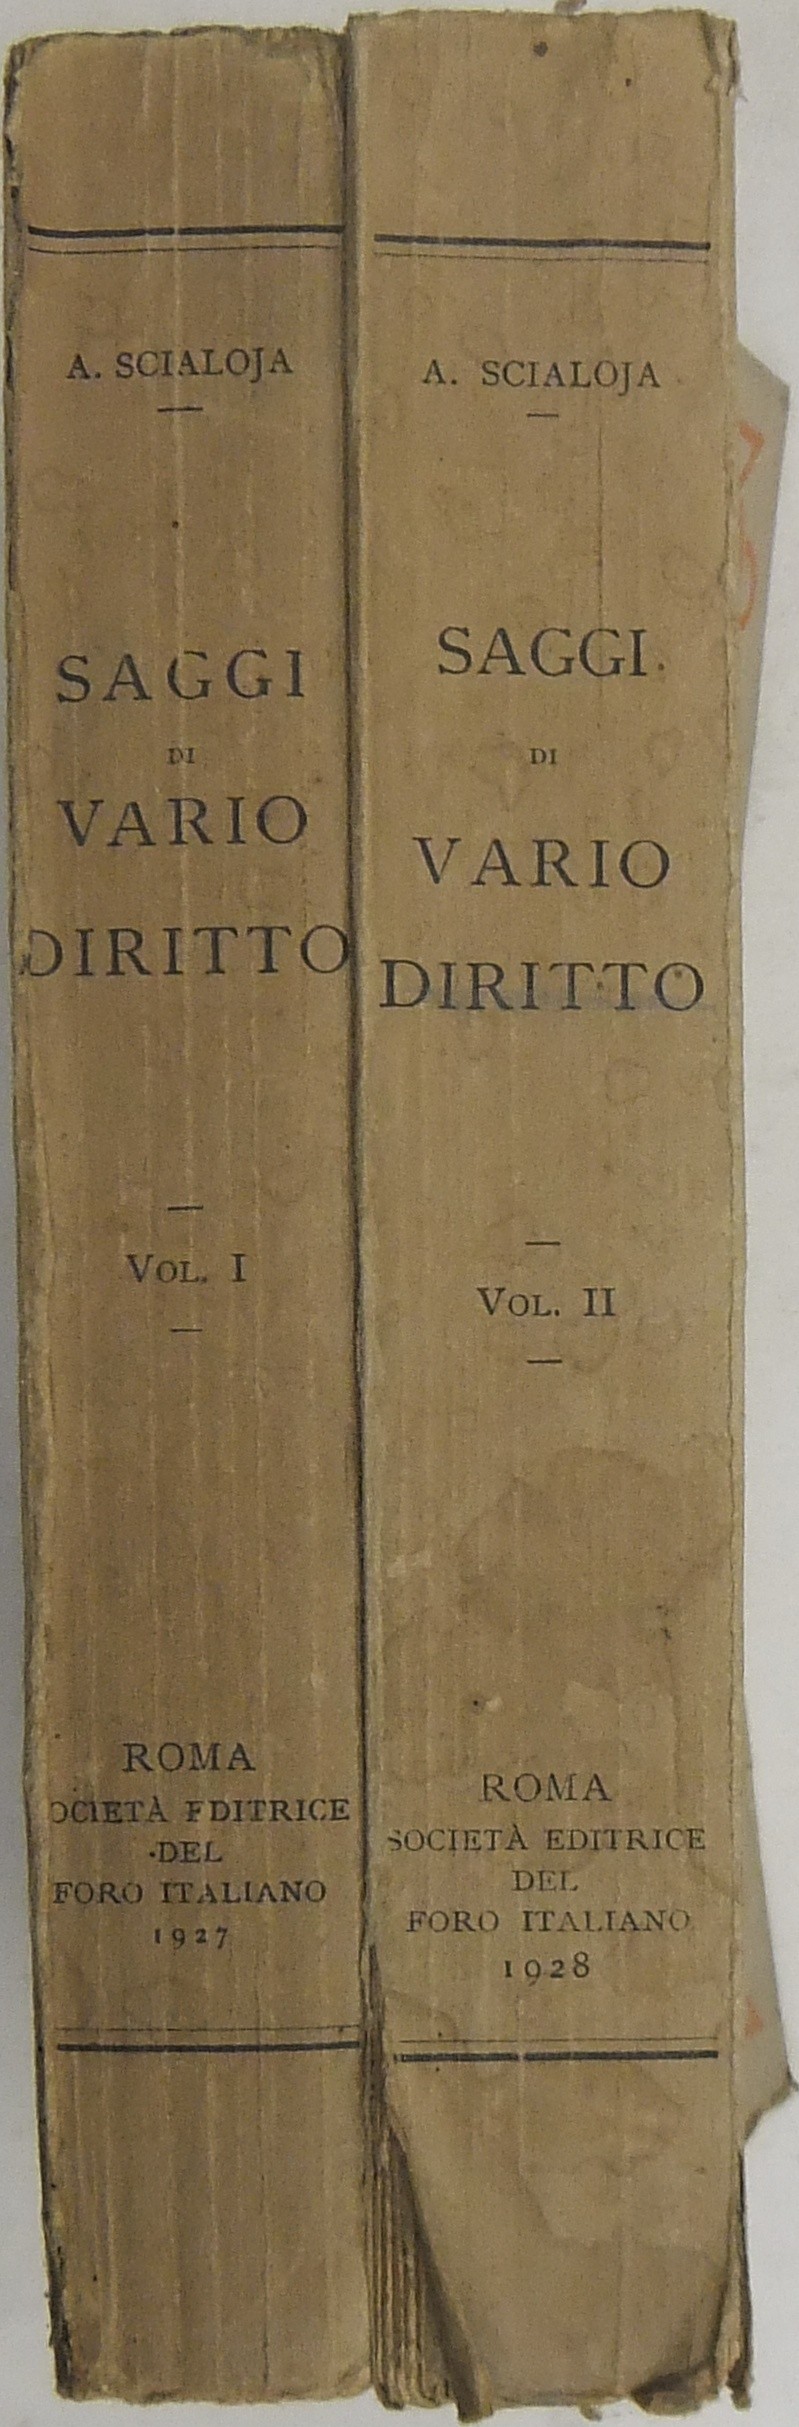 A. SCIALOJA
SAGGI
DI
VARIO
DIRITTO
VOL. I
ROMA
OCIETÀ EDITRICE
DEL
FORO ITALIANO
1927
A. SCIALOJA
SAGGI
DI
VARIO
DIRITTO
VOL. II
ROMA
SOCIETÀ EDITRICE
DEL
FORO ITALIANO
1928